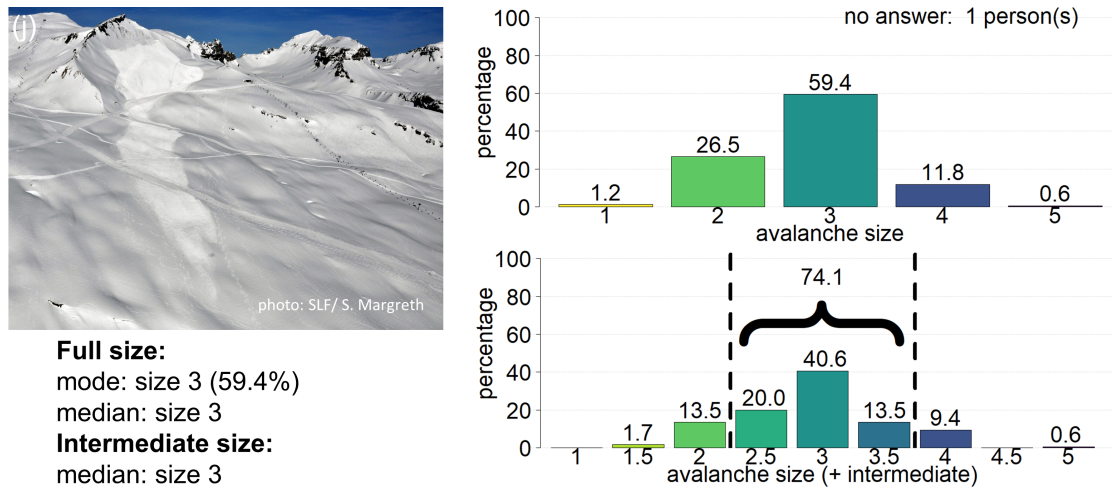 (j)
photo: SLF/ S. Margreth
Full size:
mode: size 3 (59.4%)
median: size 3
Intermediate size:
median: size 3
no answer: 1 person(s)
percentage
100
80
60
40
20
0
1.2
26.5
59.4
11.8
0.6
1 2 3 4 5
avalanche size
percentage
100
80
60
40
20
0
74.1
1.7
13.5
20.0
40.6
13.5
9.4
0.6
1 1.5 2 2.5 3 3.5 4 4.5 5
avalanche size (+ intermediate)